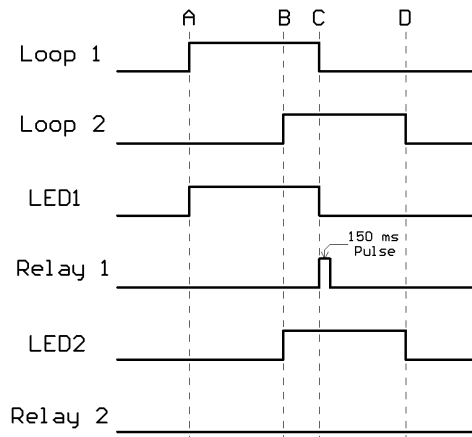 A B C D
Loop 1
Loop 2
LED1
150 ms
Pulse
Relay 1
LED2
Relay 2